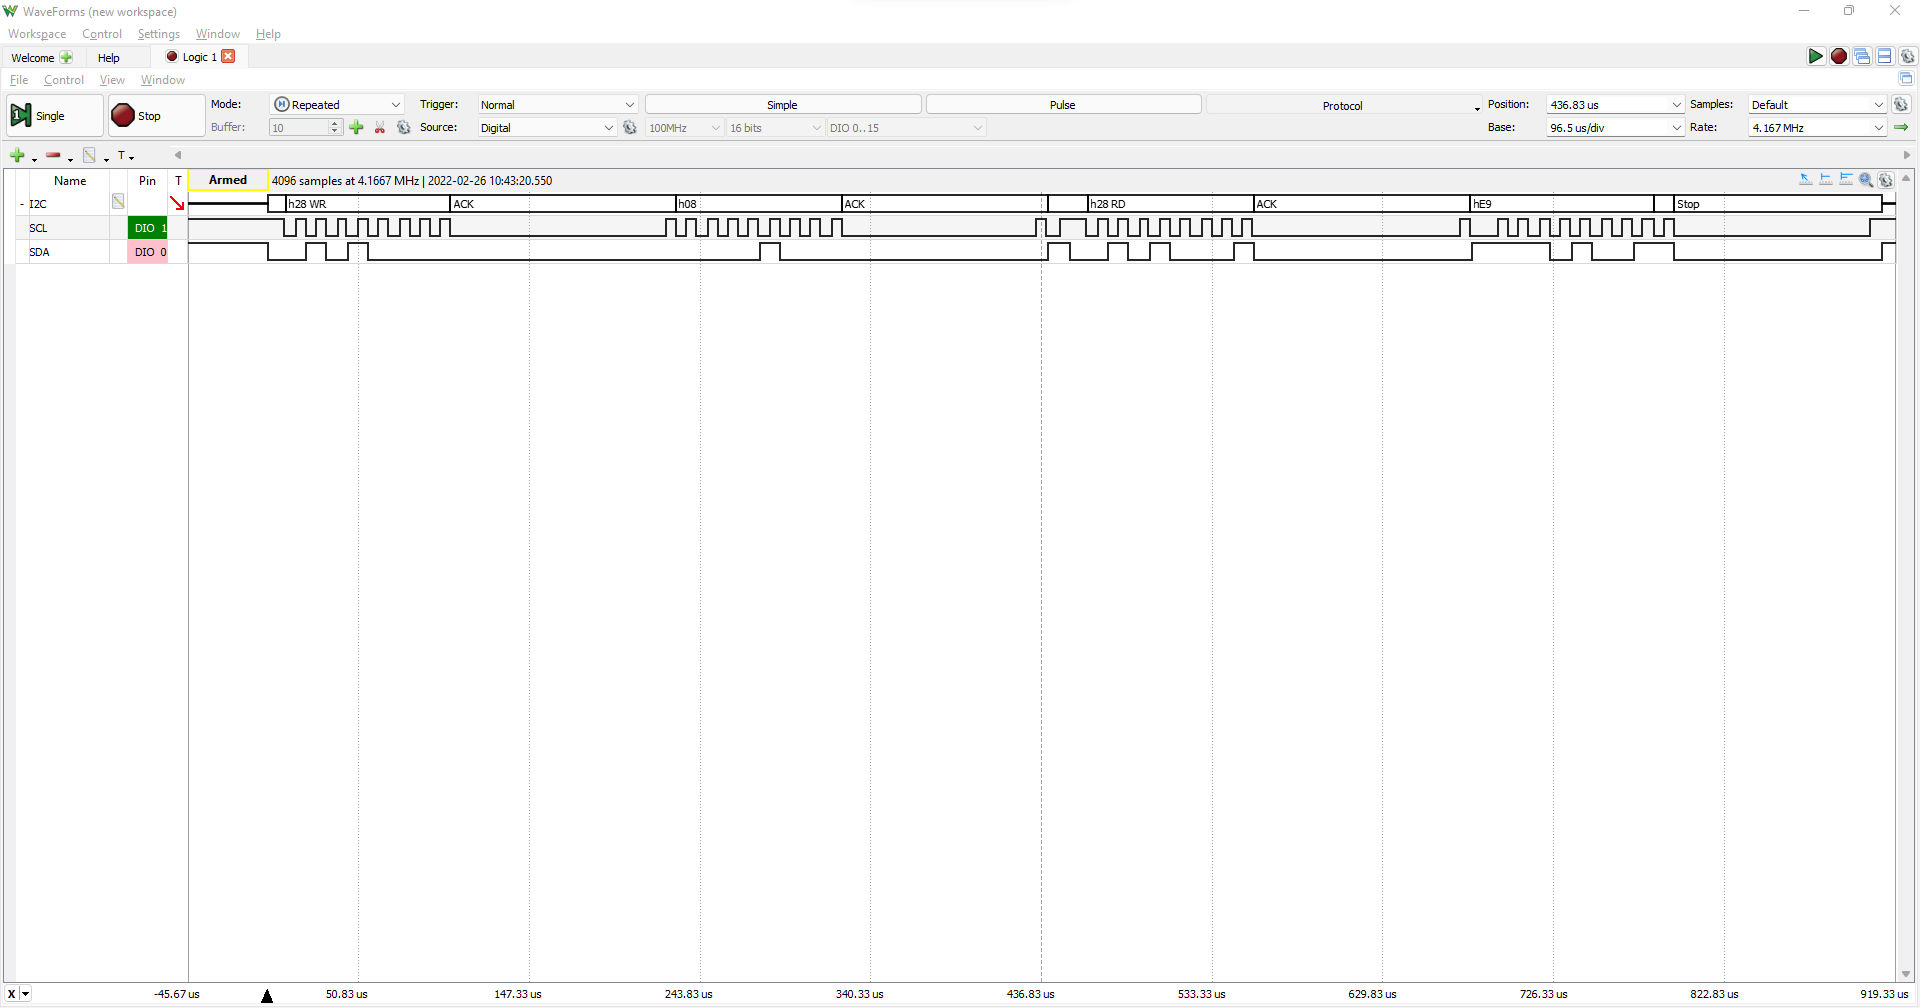 WaveForms (new workspace)
Workspace Control Settings Window Help
Welcome Help Logic 1
File Control View Window
Single Stop Mode: Repeated Trigger: Normal Simple Pulse Protocol Position: 436.83 us Samples: Default
Buffer: 10 Source: Digital 100MHz 16 bits DIO 0..15 Base: 96.5 us/div Rate: 4.167 MHz
T
Name Pin T Armed 4096 samples at 4.1667 MHz | 2022-02-26 10:43:20.550
- I2C h28 WR ACK h08 ACK h28 RD ACK hE9 Stop
SCL DIO 1
SDA DIO 0
X -45.67 us 50.83 us 147.33 us 243.83 us 340.33 us 436.83 us 533.33 us 629.83 us 726.33 us 822.83 us 919.33 us